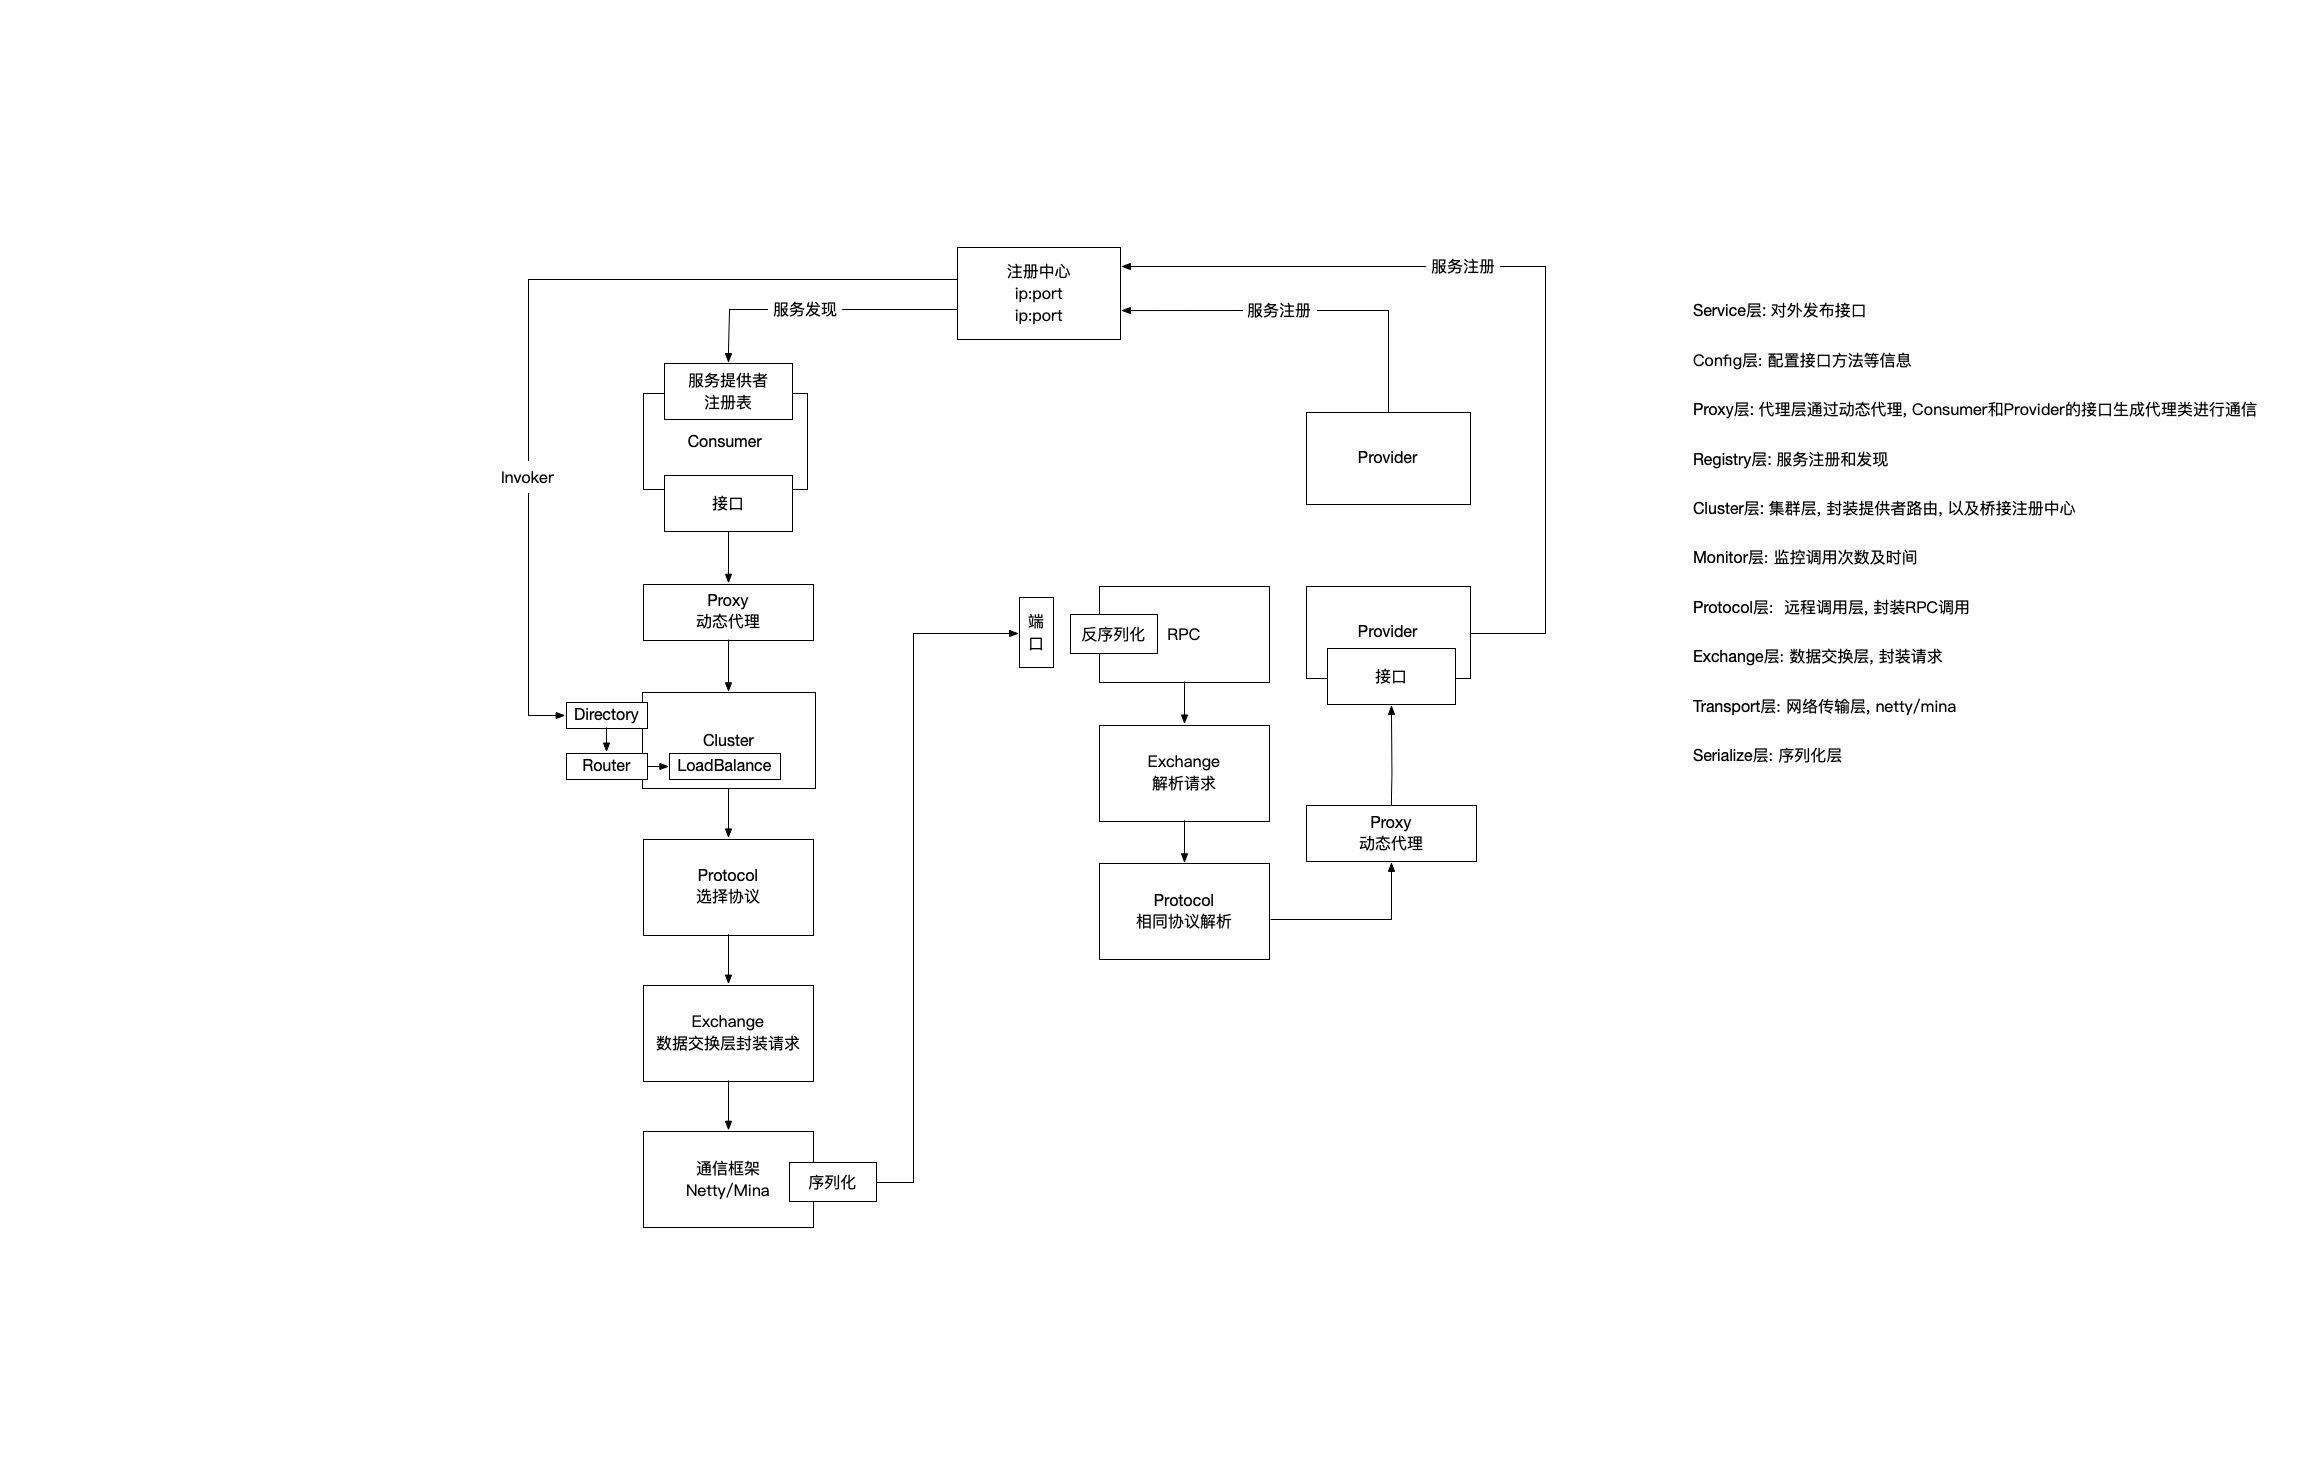 注册中心
ip:port
ip:port
服务注册
服务发现
服务注册
服务提供者
注册表
Consumer
接口
Invoker
Provider
Proxy
动态代理
Directory
Cluster
Router
LoadBalance
Protocol
选择协议
Exchange
数据交换层封装请求
通信框架
Netty/Mina
序列化
端
口
反序列化
RPC
Exchange
解析请求
Protocol
相同协议解析
Provider
接口
Proxy
动态代理
Service层: 对外发布接口
Config层: 配置接口方法等信息
Proxy层: 代理层通过动态代理, Consumer和Provider的接口生成代理类进行通信
Registry层: 服务注册和发现
Cluster层: 集群层, 封装提供者路由, 以及桥接注册中心
Monitor层: 监控调用次数及时间
Protocol层:  远程调用层, 封装RPC调用
Exchange层: 数据交换层, 封装请求
Transport层: 网络传输层, netty/mina
Serialize层: 序列化层